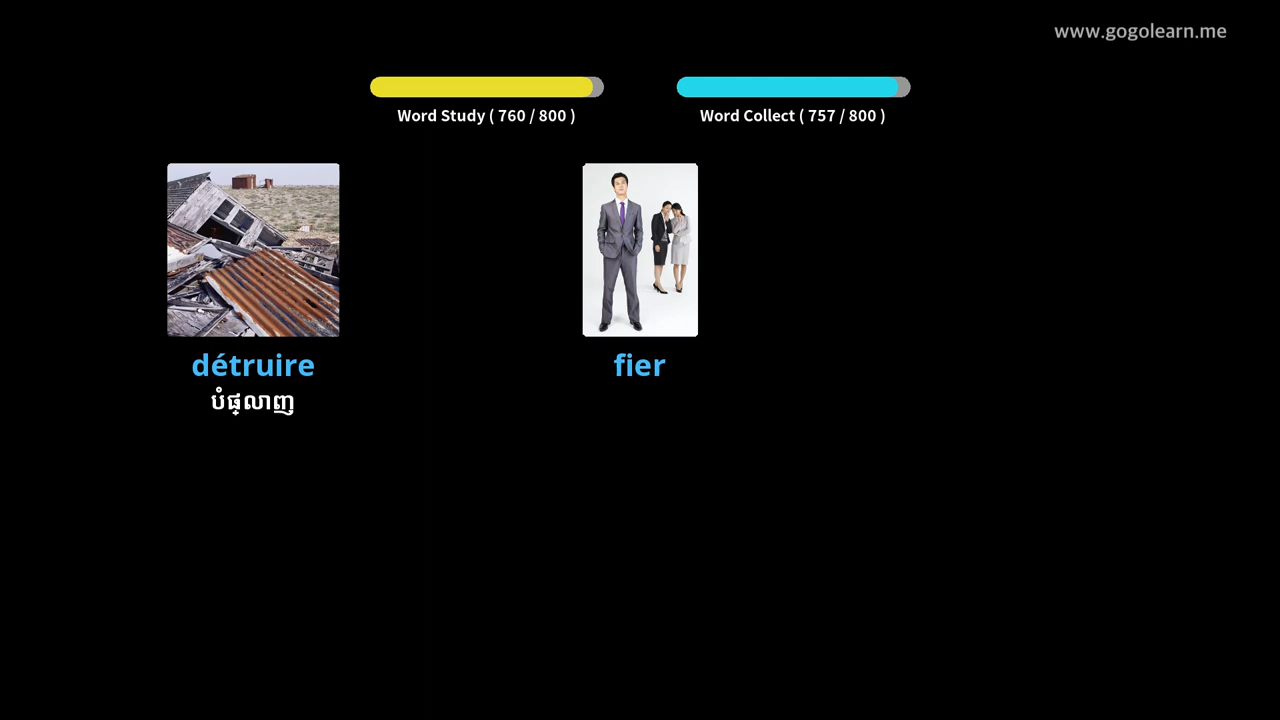 www.gogolearn.me
Word Study ( 760 / 800 )
Word Collect ( 757 / 800 )
détruire
បំផ្លាញ
fier